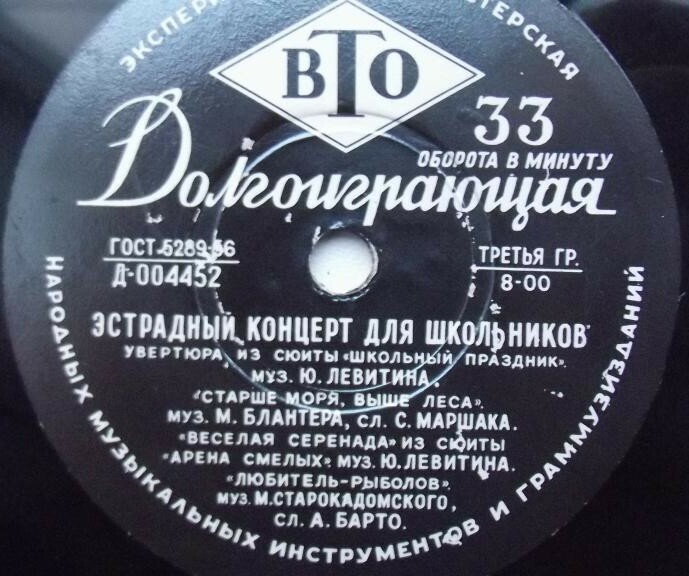 ВТО
33
ОБОРОТА В МИНУТУ
Долгоиграющая
ГОСТ-5289-56
Д-004452
ТРЕТЬЯ ГР.
8-00
ЭСТРАДНЫЙ КОНЦЕРТ ДЛЯ ШКОЛЬНИКОВ
УВЕРТЮРА, ИЗ СЮИТЫ «ШКОЛЬНЫЙ ПРАЗДНИК».
МУЗ. Ю. ЛЕВИТИНА.
«СТАРШЕ МОРЯ, ВЫШЕ ЛЕСА».
МУЗ. М. БЛАНТЕРА, СЛ. С. МАРШАКА.
«ВЕСЕЛАЯ СЕРЕНАДА» ИЗ СЮИТЫ
«АРЕНА СМЕЛЫХ». МУЗ. Ю. ЛЕВИТИНА.
«ЛЮБИТЕЛЬ-РЫБОЛОВ».
МУЗ. М. СТАРОКАДОМСКОГО,
СЛ. А. БАРТО.
НАРОДНЫХ МУЗЫКАЛЬНЫХ ИНСТРУМЕНТОВ И ГРАММУЗИЗДАНИЙ